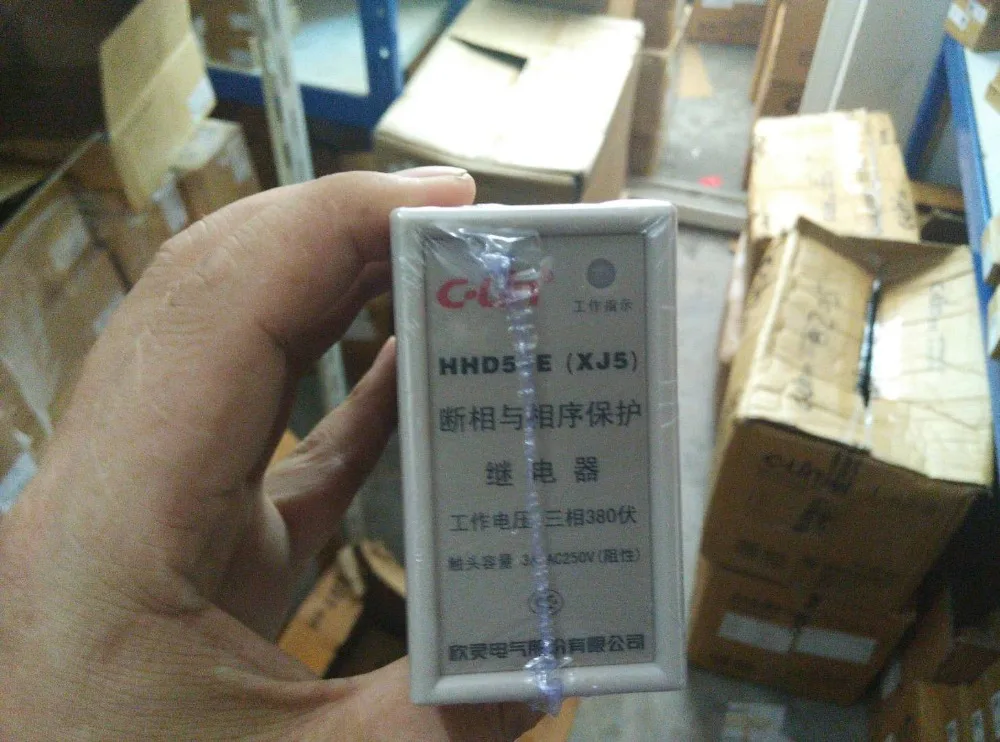 C-Lin®
工作指示
HHD5-E (XJ5)
断相与相序保护
继电器
工作电压 三相380伏
触头容量 3A AC250V(阻性)
欣灵电气股份有限公司